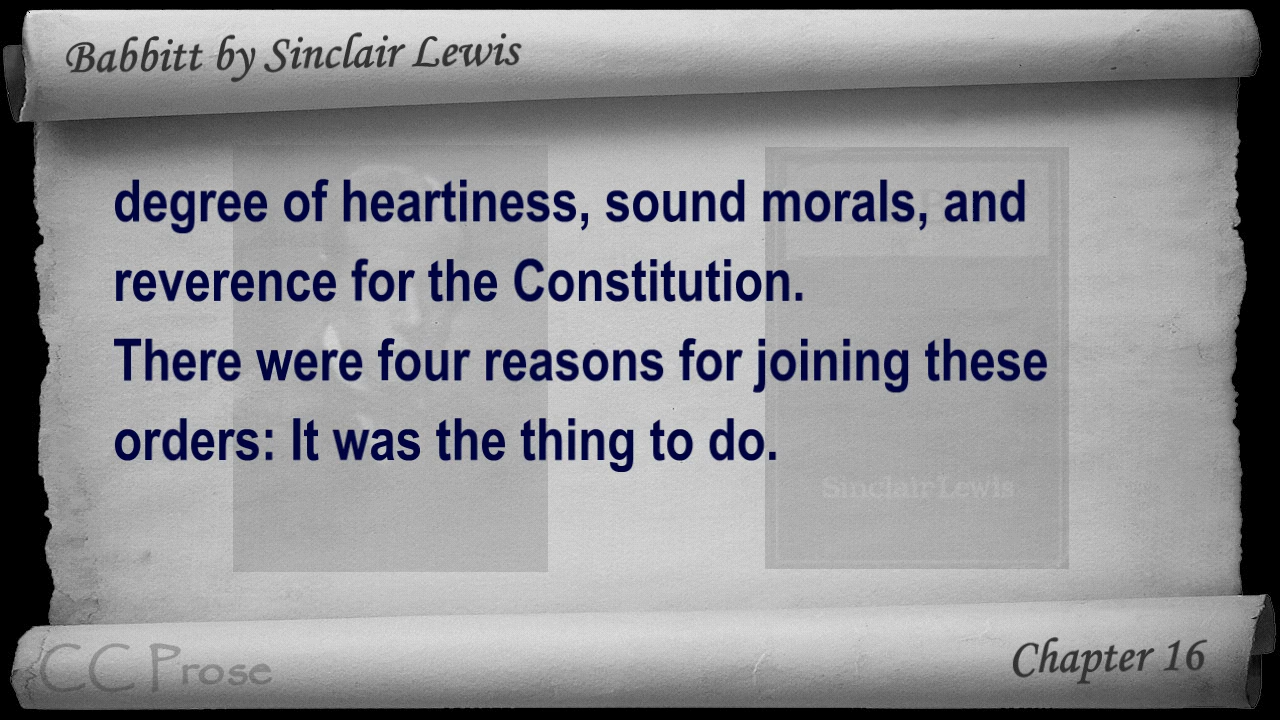 Babbitt by Sinclair Lewis
degree of heartiness, sound morals, and
reverence for the Constitution.
There were four reasons for joining these
orders: It was the thing to do.
Sinclair Lewis
CC Prose
Chapter 16